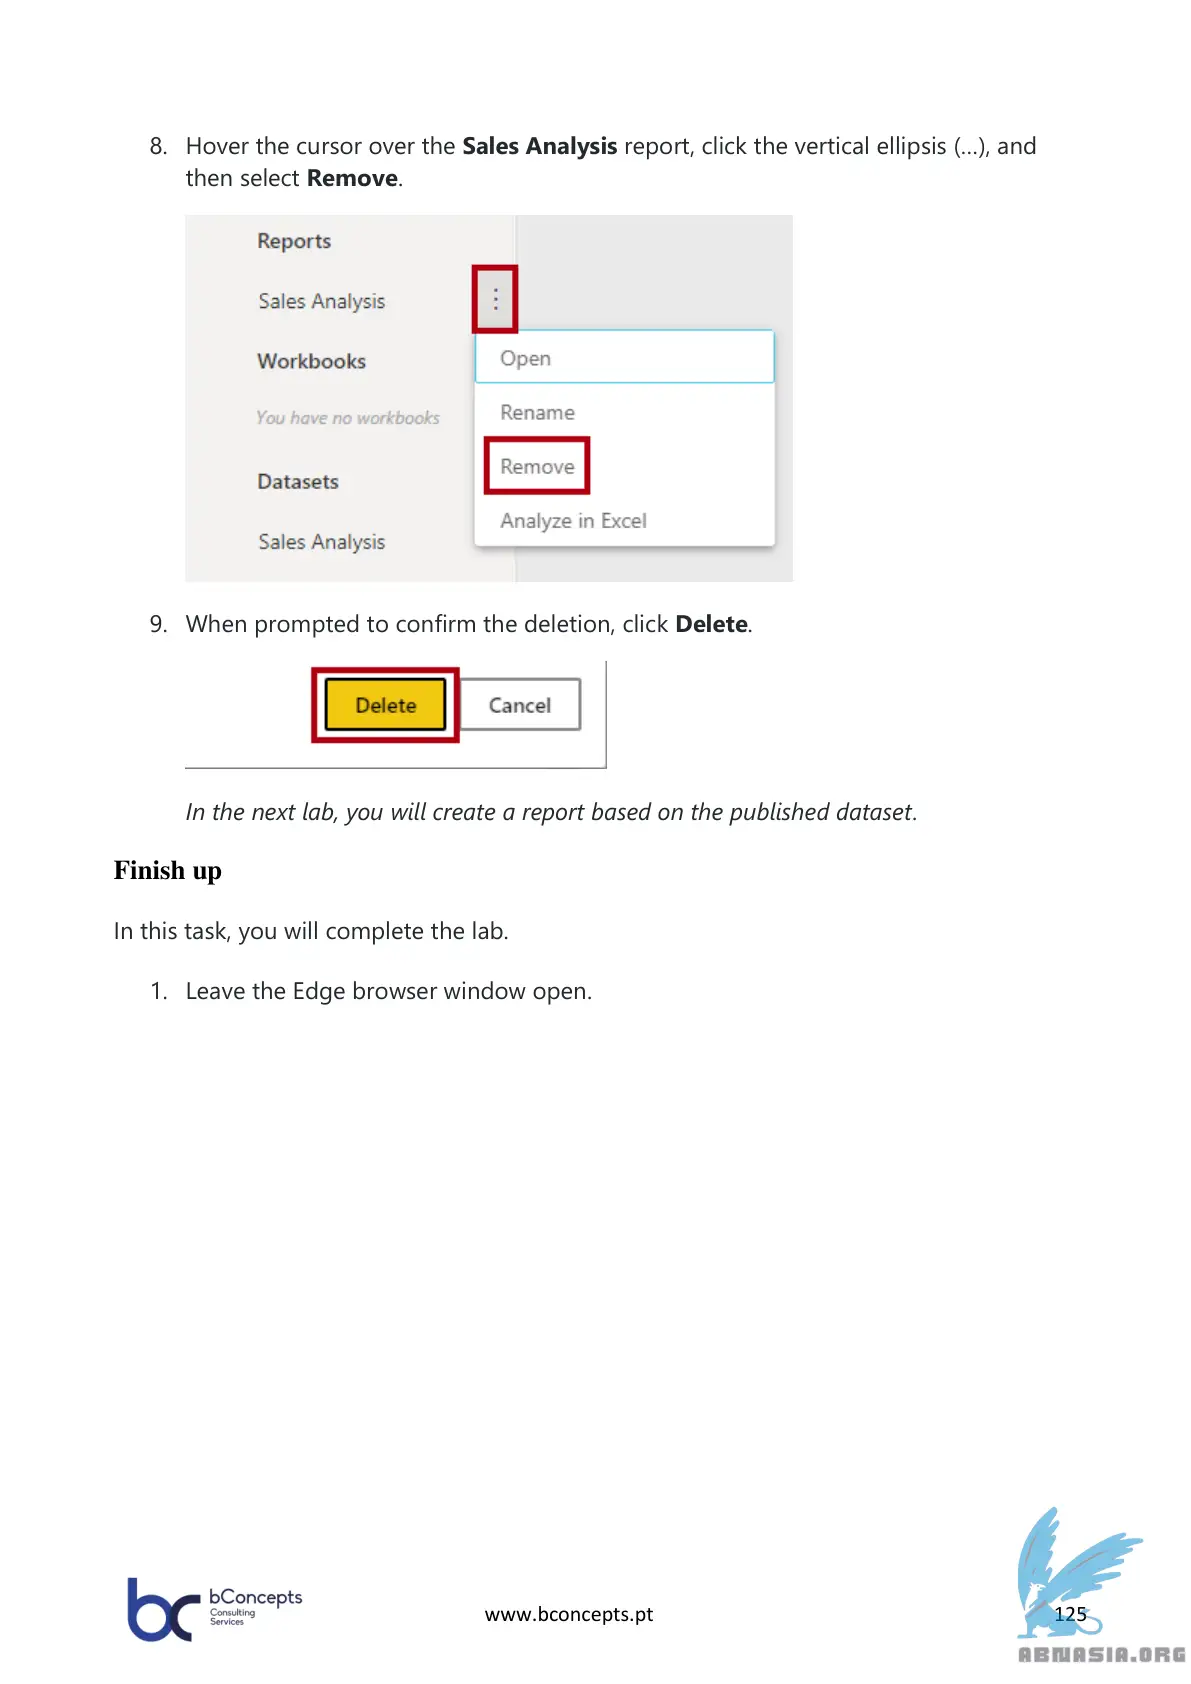 8. Hover the cursor over the Sales Analysis report, click the vertical ellipsis (...), and
then select Remove.
Reports
Sales Analysis
Workbooks
You have no workbooks
Datasets
Sales Analysis
Open
Rename
Remove
Analyze in Excel
9. When prompted to confirm the deletion, click Delete.
Delete Cancel
In the next lab, you will create a report based on the published dataset.
Finish up
In this task, you will complete the lab.
1. Leave the Edge browser window open.
bc bConcepts
Consulting
Services
www.bconcepts.pt
125
ABNASIA.ORG